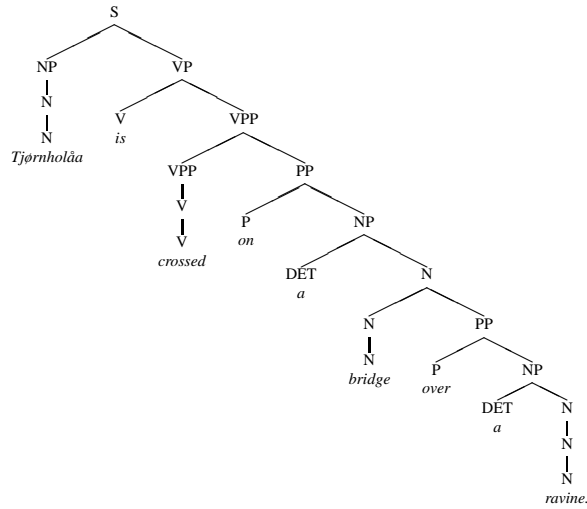 S
NP VP
N V VPP
N is
Tjørnholåa VPP PP
V P NP
V on
crossed DET N
a
N PP
N P NP
bridge over
DET N
a N
N
ravine.